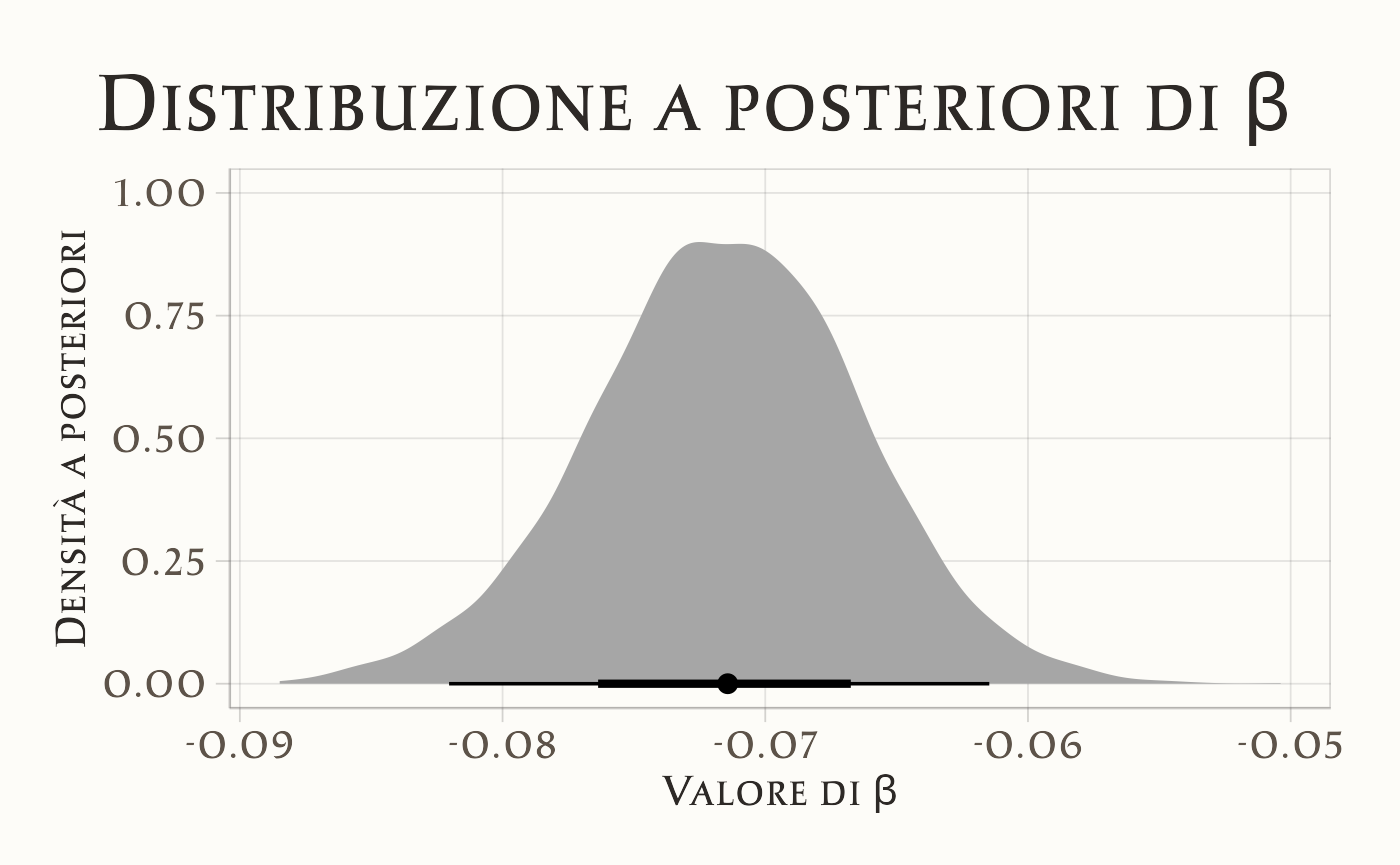 Distribuzione a posteriori di β
Densità a posteriori
1.00
0.75
0.50
0.25
0.00
-0.09 -0.08 -0.07 -0.06 -0.05
Valore di β